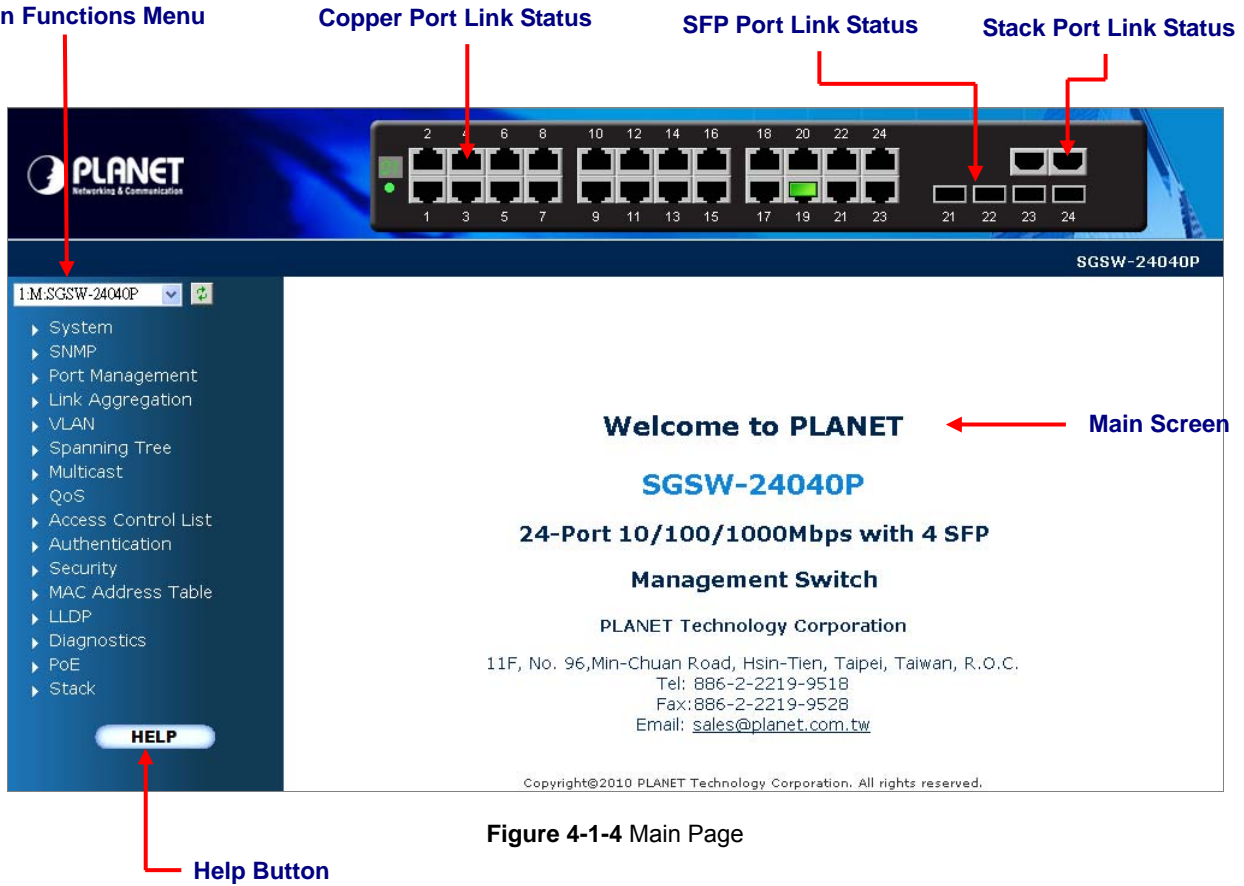 n Functions Menu
Copper Port Link Status
SFP Port Link Status
Stack Port Link Status
PLANET
Networking & Communication
2 4 6 8 10 12 14 16 18 20 22 24
1 3 5 7 9 11 13 15 17 19 21 23 21 22 23 24
SGSW-24040P
1:M:SGSW-24040P
System
SNMP
Port Management
Link Aggregation
VLAN
Spanning Tree
Multicast
QoS
Access Control List
Authentication
Security
MAC Address Table
LLDP
Diagnostics
PoE
Stack
HELP
Welcome to PLANET
Main Screen
SGSW-24040P
24-Port 10/100/1000Mbps with 4 SFP
Management Switch
PLANET Technology Corporation
11F, No. 96,Min-Chuan Road, Hsin-Tien, Taipei, Taiwan, R.O.C.
Tel: 886-2-2219-9518
Fax:886-2-2219-9528
Email: sales@planet.com.tw
Copyright©2010 PLANET Technology Corporation. All rights reserved.
Figure 4-1-4 Main Page
Help Button